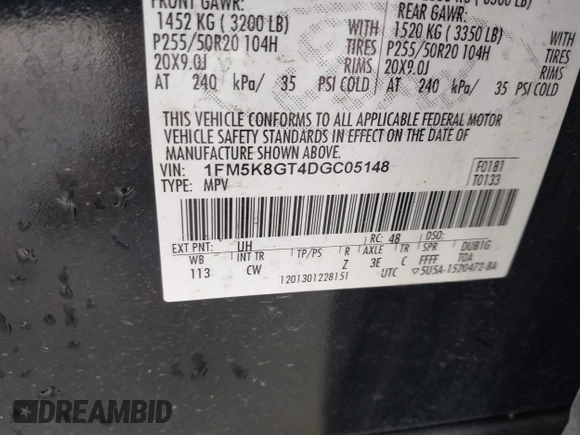 FRONT GAWR:
1452 KG ( 3200 LB)
P255/50R20 104H
20X9.0J
AT 240 kPa/ 35 PSI COLD
WITH
TIRES
RIMS
REAR GAWR:
1520 KG ( 3350 LB)
P255/50R20 104H
20X9.0J
AT 240 kPa/ 35 PSI COLD
WITH
TIRES
RIMS
THIS VEHICLE CONFORMS TO ALL APPLICABLE FEDERAL MOTOR
VEHICLE SAFETY STANDARDS IN EFFECT ON THE DATE OF
MANUFACTURE SHOWN ABOVE.
VIN: 1FM5K8GT4DGC05148
TYPE: MPV
F0181
T0133
EXT PNT: UH RC: 48 DSO:
WB INT TR TP/PS R AXLE TR SPR DU81G
113 CW Z 3E C FFFF T0A
1201301228151 UTC ▽5USA-1520472-BA
DREAMBID